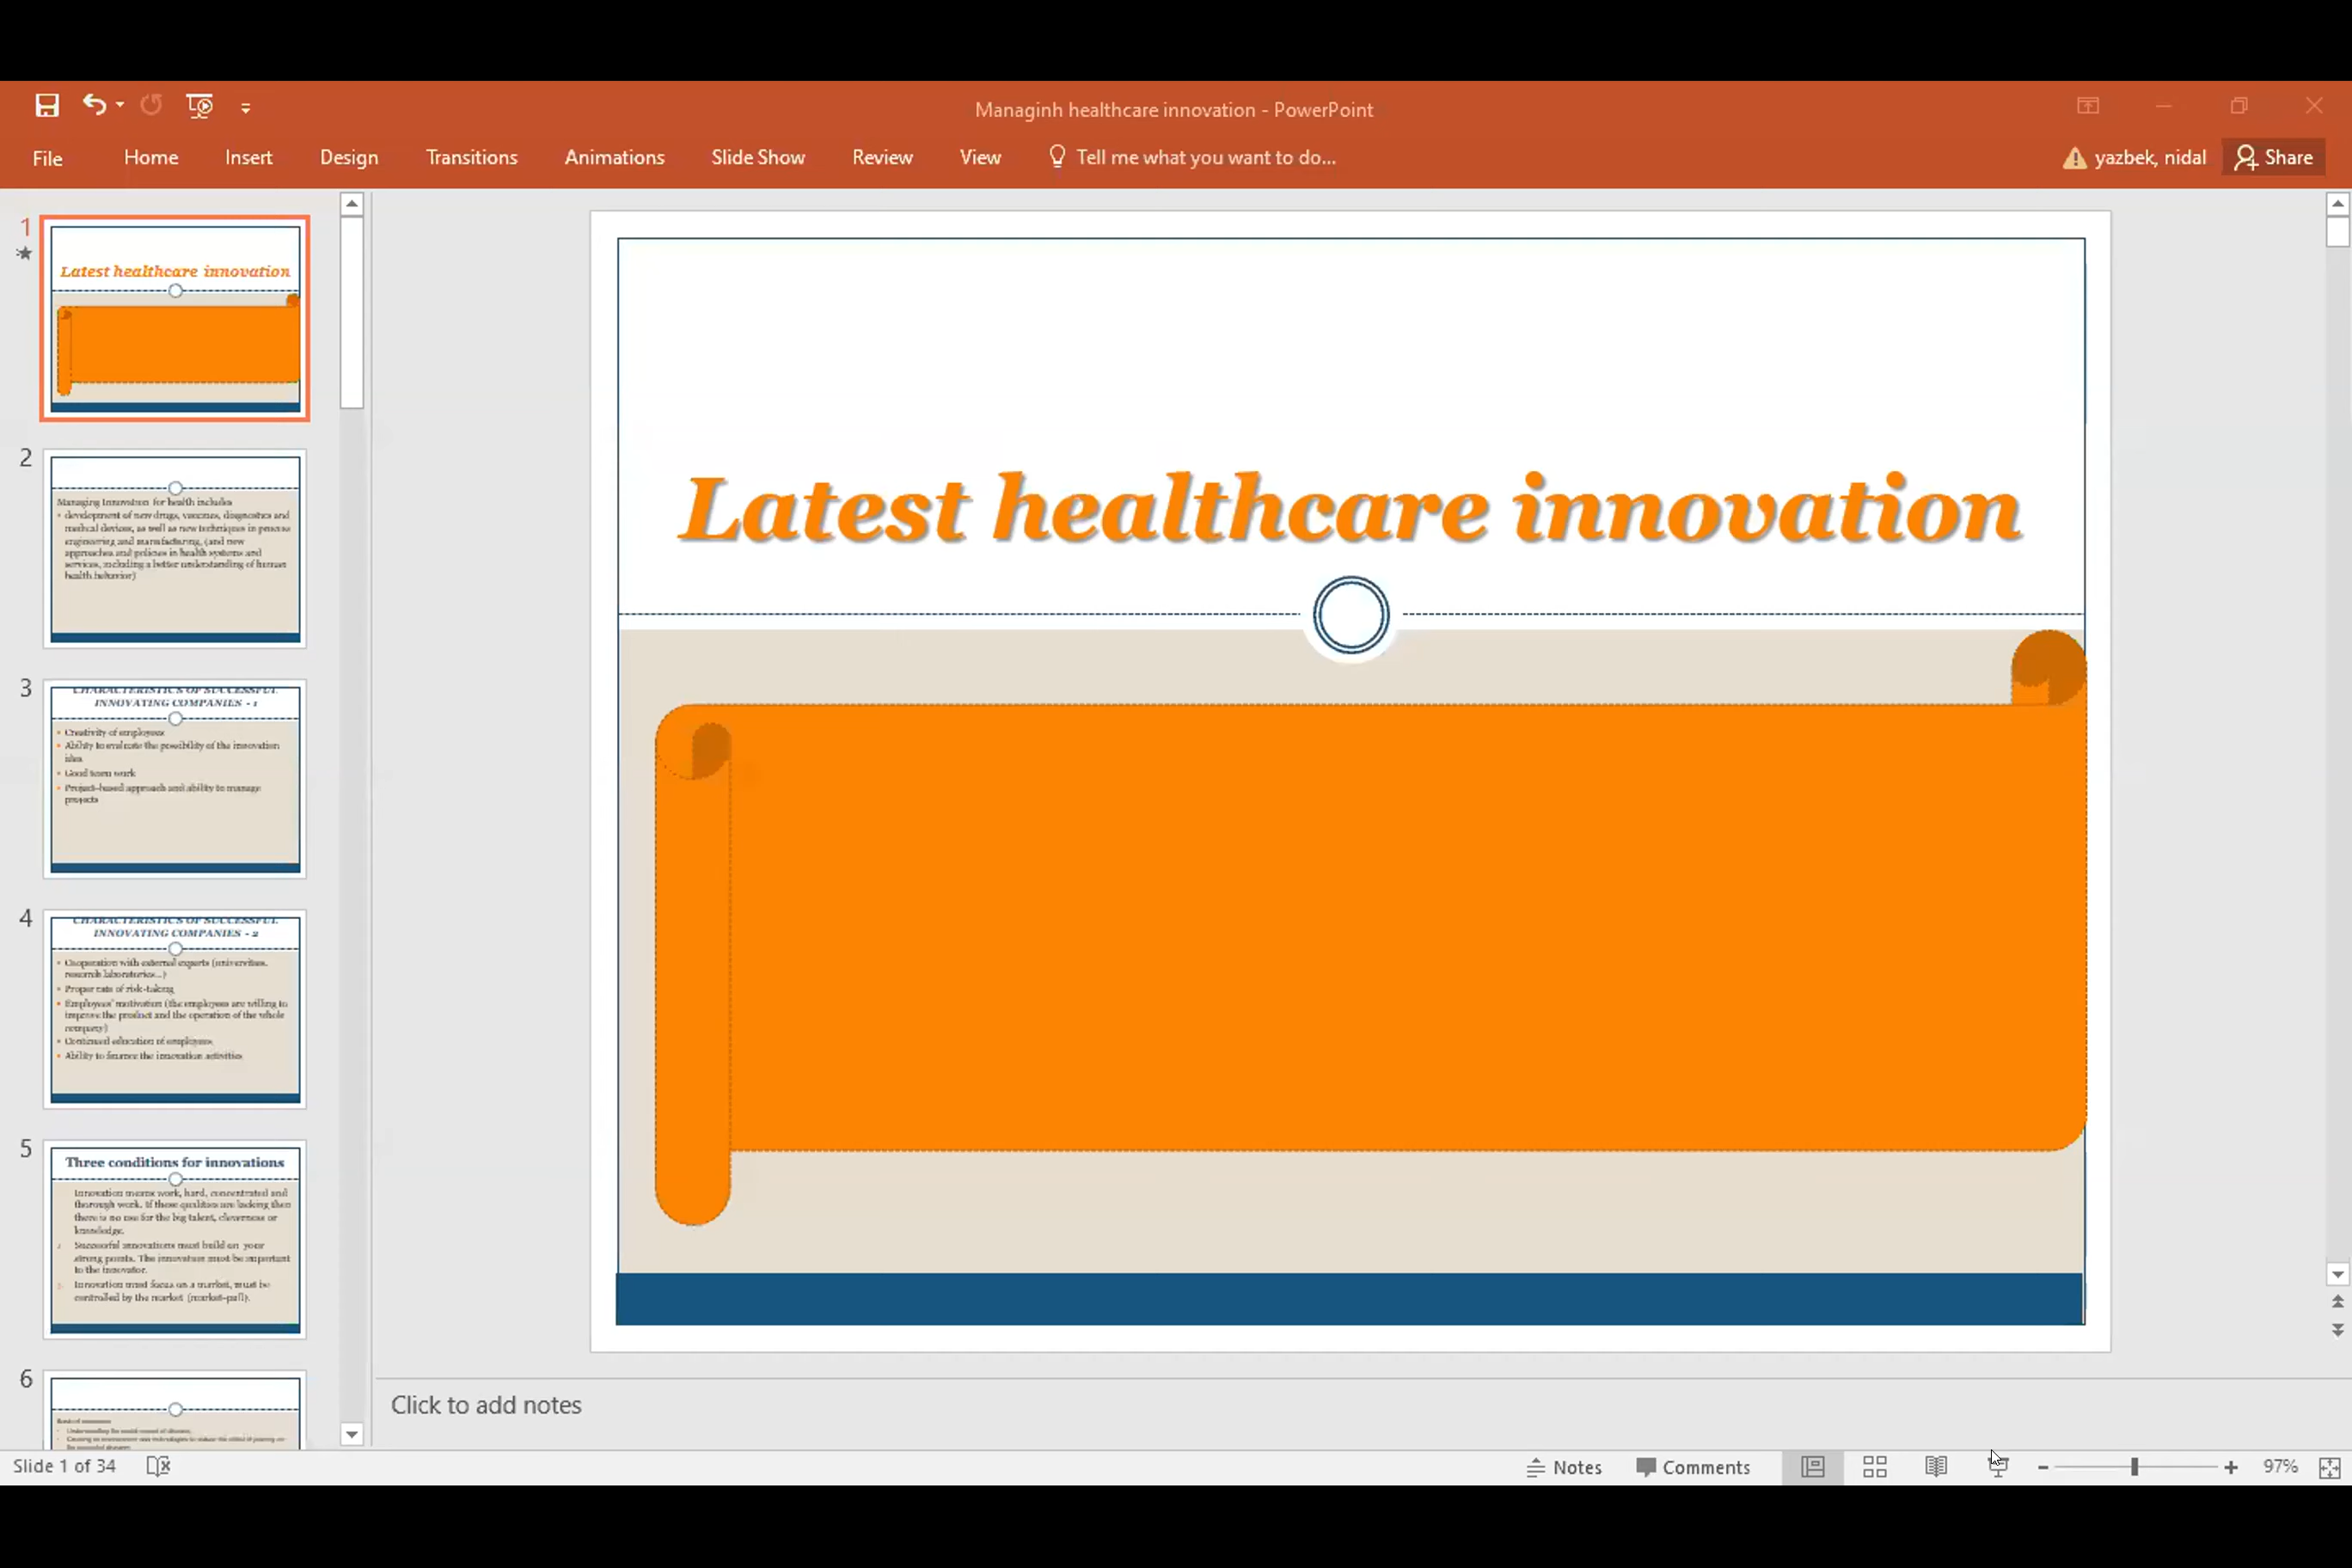 Managinh healthcare innovation - PowerPoint
File Home Insert Design Transitions Animations Slide Show Review View Tell me what you want to do... yazbek, nidal Share
1
Latest healthcare innovation
2
Managing Innovation for health includes
development of new drugs, vaccines, diagnostics and
medical devices, as well as new techniques in process
engineering and manufacturing, (and new
approaches and policies in health systems and
services, including a better understanding of human
health behavior)
3
CHARACTERISTICS OF SUCCESSFUL
INNOVATING COMPANIES - 1
Creativity of employees
Ability to evaluate the possibility of the innovation
idea
Good team work
Project-based approach and ability to manage
projects
4
CHARACTERISTICS OF SUCCESSFUL
INNOVATING COMPANIES - 2
Cooperation with external experts (universities,
research laboratories...)
Proper rate of risk-taking
Employees' motivation (the employees are willing to
improve the product and the operation of the whole
company)
Continued education of employees
Ability to finance the innovation activities
5
Three conditions for innovations
Innovation means work, hard, concentrated and
thorough work. If these qualities are lacking then
there is no use for the big talent, cleverness or
knowledge.
Successful innovations must build on your
strong points. The innovation must be important
to the innovator.
Innovation must focus on a market, must be
controlled by the market (market-pull).
6
Latest healthcare innovation
Click to add notes
Slide 1 of 34 Notes Comments 97%